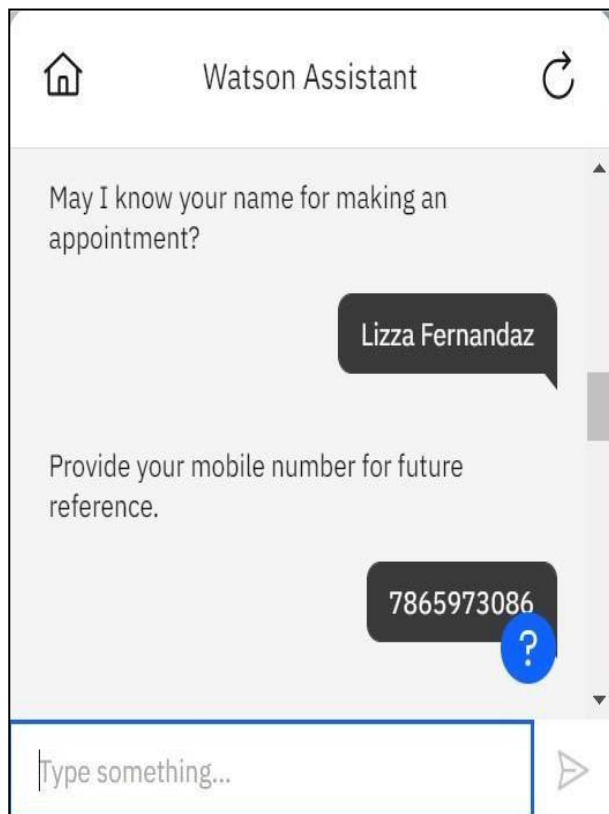 Watson Assistant
May I know your name for making an
appointment?
Lizza Fernandaz
Provide your mobile number for future
reference.
7865973086
?
Type something...